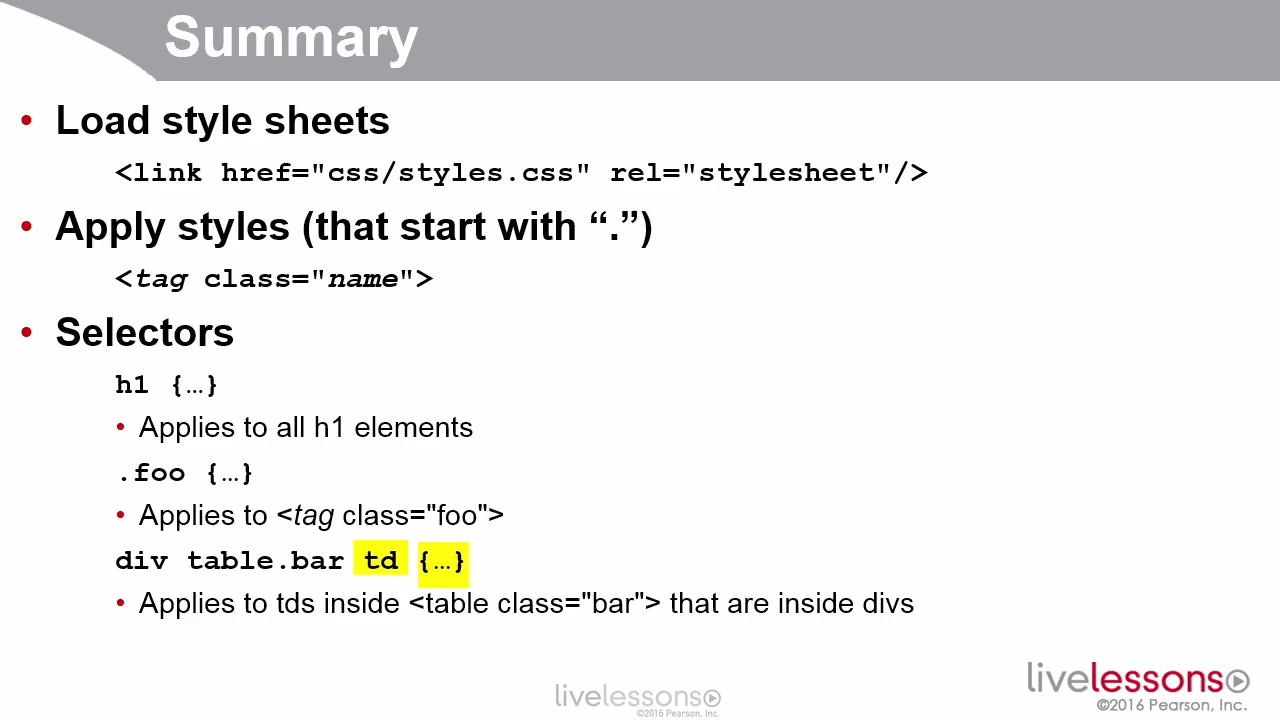 Summary
• Load style sheets
<link href="css/styles.css" rel="stylesheet"/>
• Apply styles (that start with “.”)
<tag class="name">
• Selectors
h1 {…}
• Applies to all h1 elements
.foo {…}
• Applies to <tag class="foo">
div table.bar td {…}
• Applies to tds inside <table class="bar"> that are inside divs
livelessons
©2016 Pearson, Inc.
livelessons
©2016 Pearson, Inc.